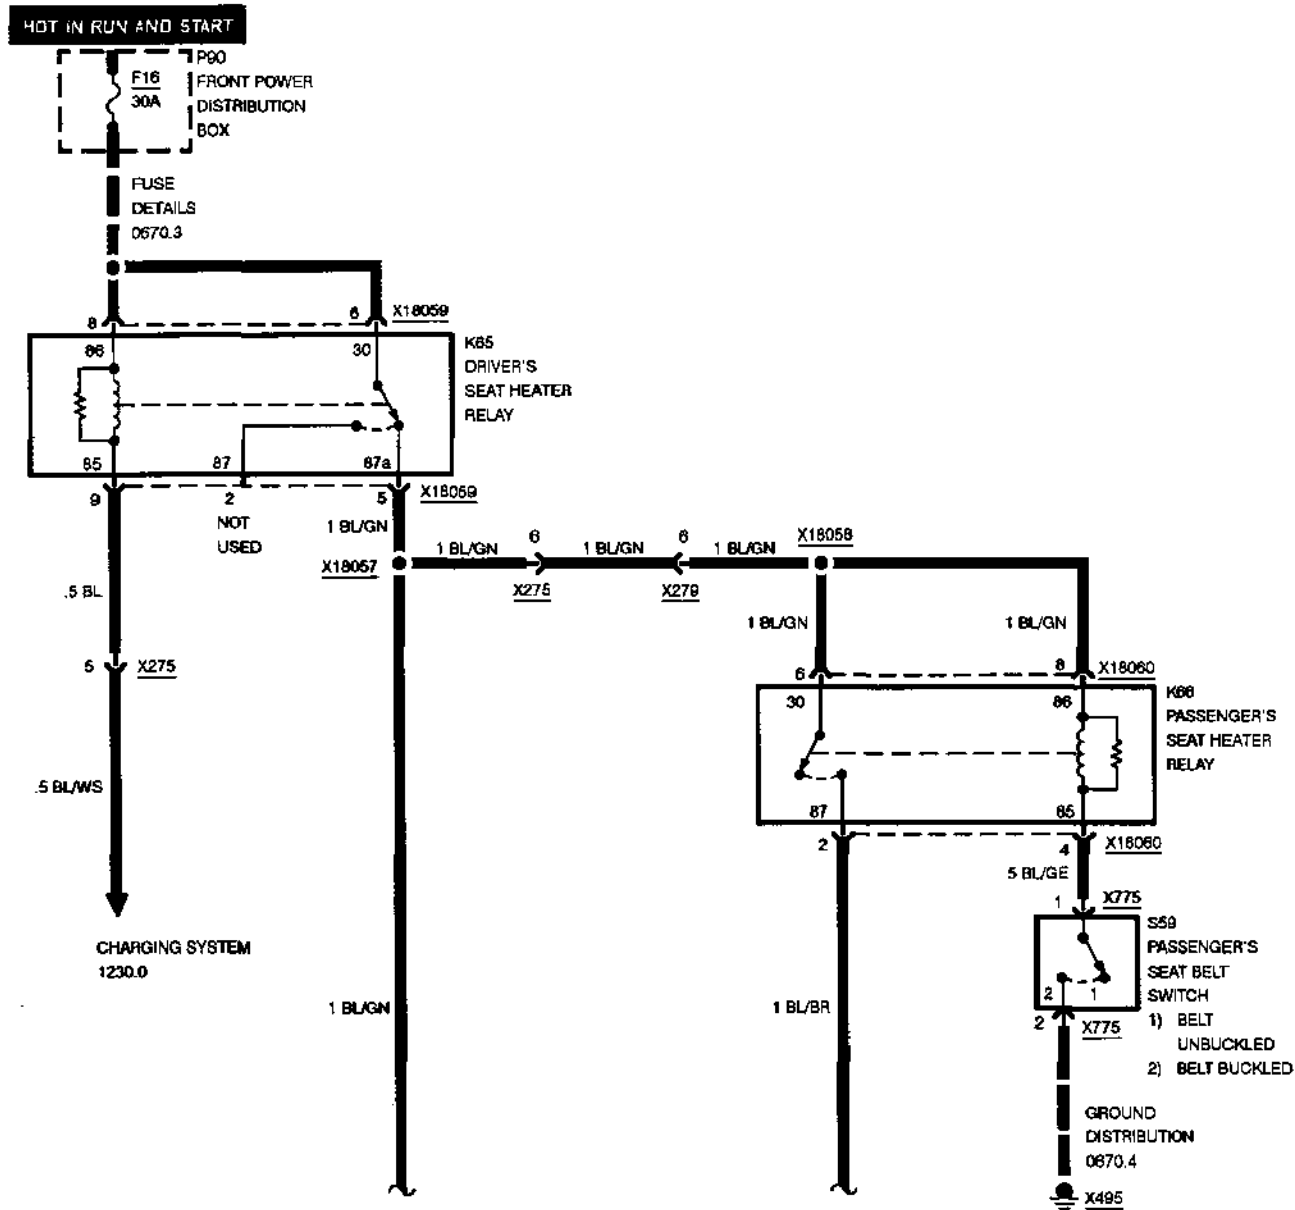 HOT IN RUN AND START
P90
FRONT POWER
DISTRIBUTION
BOX
F16
30A
FUSE
DETAILS
0670.3
8
6
X18059
86
30
K65
DRIVER'S
SEAT HEATER
RELAY
85
87
87a
9
2
5
X18059
NOT
USED
1 BL/GN
X18057
1 BL/GN
6
X275
1 BL/GN
6
X279
1 BL/GN
X18058
.5 BL
5
X275
.5 BL/WS
CHARGING SYSTEM
1230.0
1 BL/GN
1 BL/GN
1 BL/GN
6
8
X18060
30
86
K66
PASSENGER'S
SEAT HEATER
RELAY
87
85
2
4
X18060
5 BL/GE
1
X775
S59
PASSENGER'S
SEAT BELT
SWITCH
1) BELT
UNBUCKLED
2) BELT BUCKLED
2
1
2
X775
1 BL/BR
GROUND
DISTRIBUTION
0670.4
X495